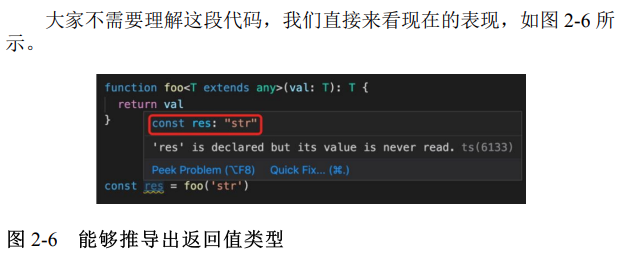 大家不需要理解这段代码，我们直接来看现在的表现，如图 2-6 所
示。
function foo<T extends any>(val: T): T {
return val
}
const res: "str"
'res' is declared but its value is never read. ts(6133)
Peek Problem (⌥F8) Quick Fix... (⌘.)
const res = foo('str')
图 2-6 能够推导出返回值类型